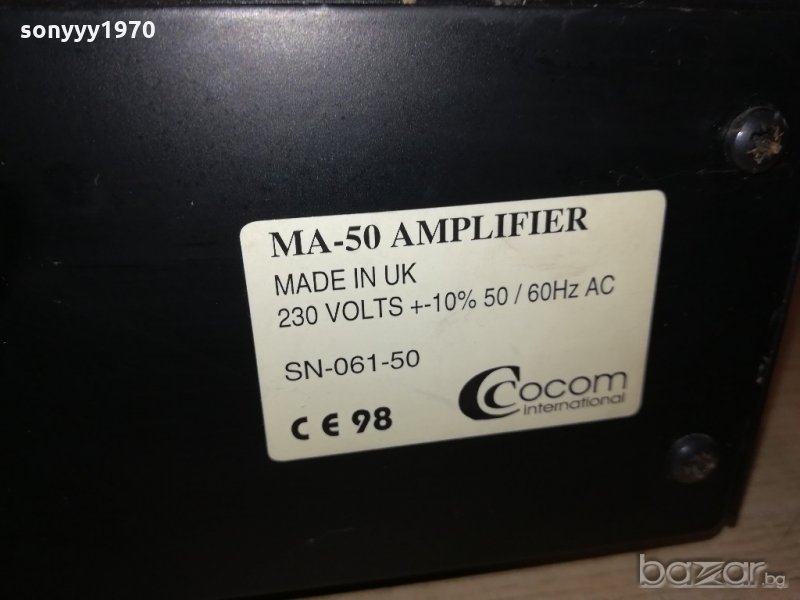 sonyyy1970
MA-50 AMPLIFIER
MADE IN UK
230 VOLTS +-10% 50 / 60Hz AC
SN-061-50
Cocom
International
CE 98
bazar.bg